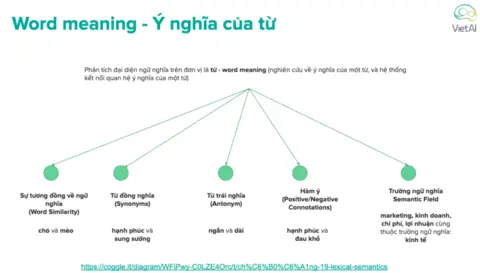 Word meaning - Ý nghĩa của từ
VietAI
Phân tích đại diện ngữ nghĩa trên đơn vị là từ - word meaning (nghiên cứu về ý nghĩa của một từ, và hệ thống
kết nối quan hệ ý nghĩa của một từ)
Sự tương đồng về ngữ
nghĩa
(Word Similarity)
chó và mèo
Từ đồng nghĩa
(Synonyms)
hạnh phúc và
sung sướng
Từ trái nghĩa
(Antonym)
ngắn và dài
Hàm ý
(Positive/Negative
Connotations)
hạnh phúc và
đau khổ
Trường ngữ nghĩa
Semantic Field
marketing, kinh doanh,
chi phí, lợi nhuận cùng
thuộc trường ngữ nghĩa:
kinh tế
https://coggle.it/diagram/WFiPwy-C0LZE4Orc/t/ch%C6%B0%C6%A1ng-19-lexical-semantics